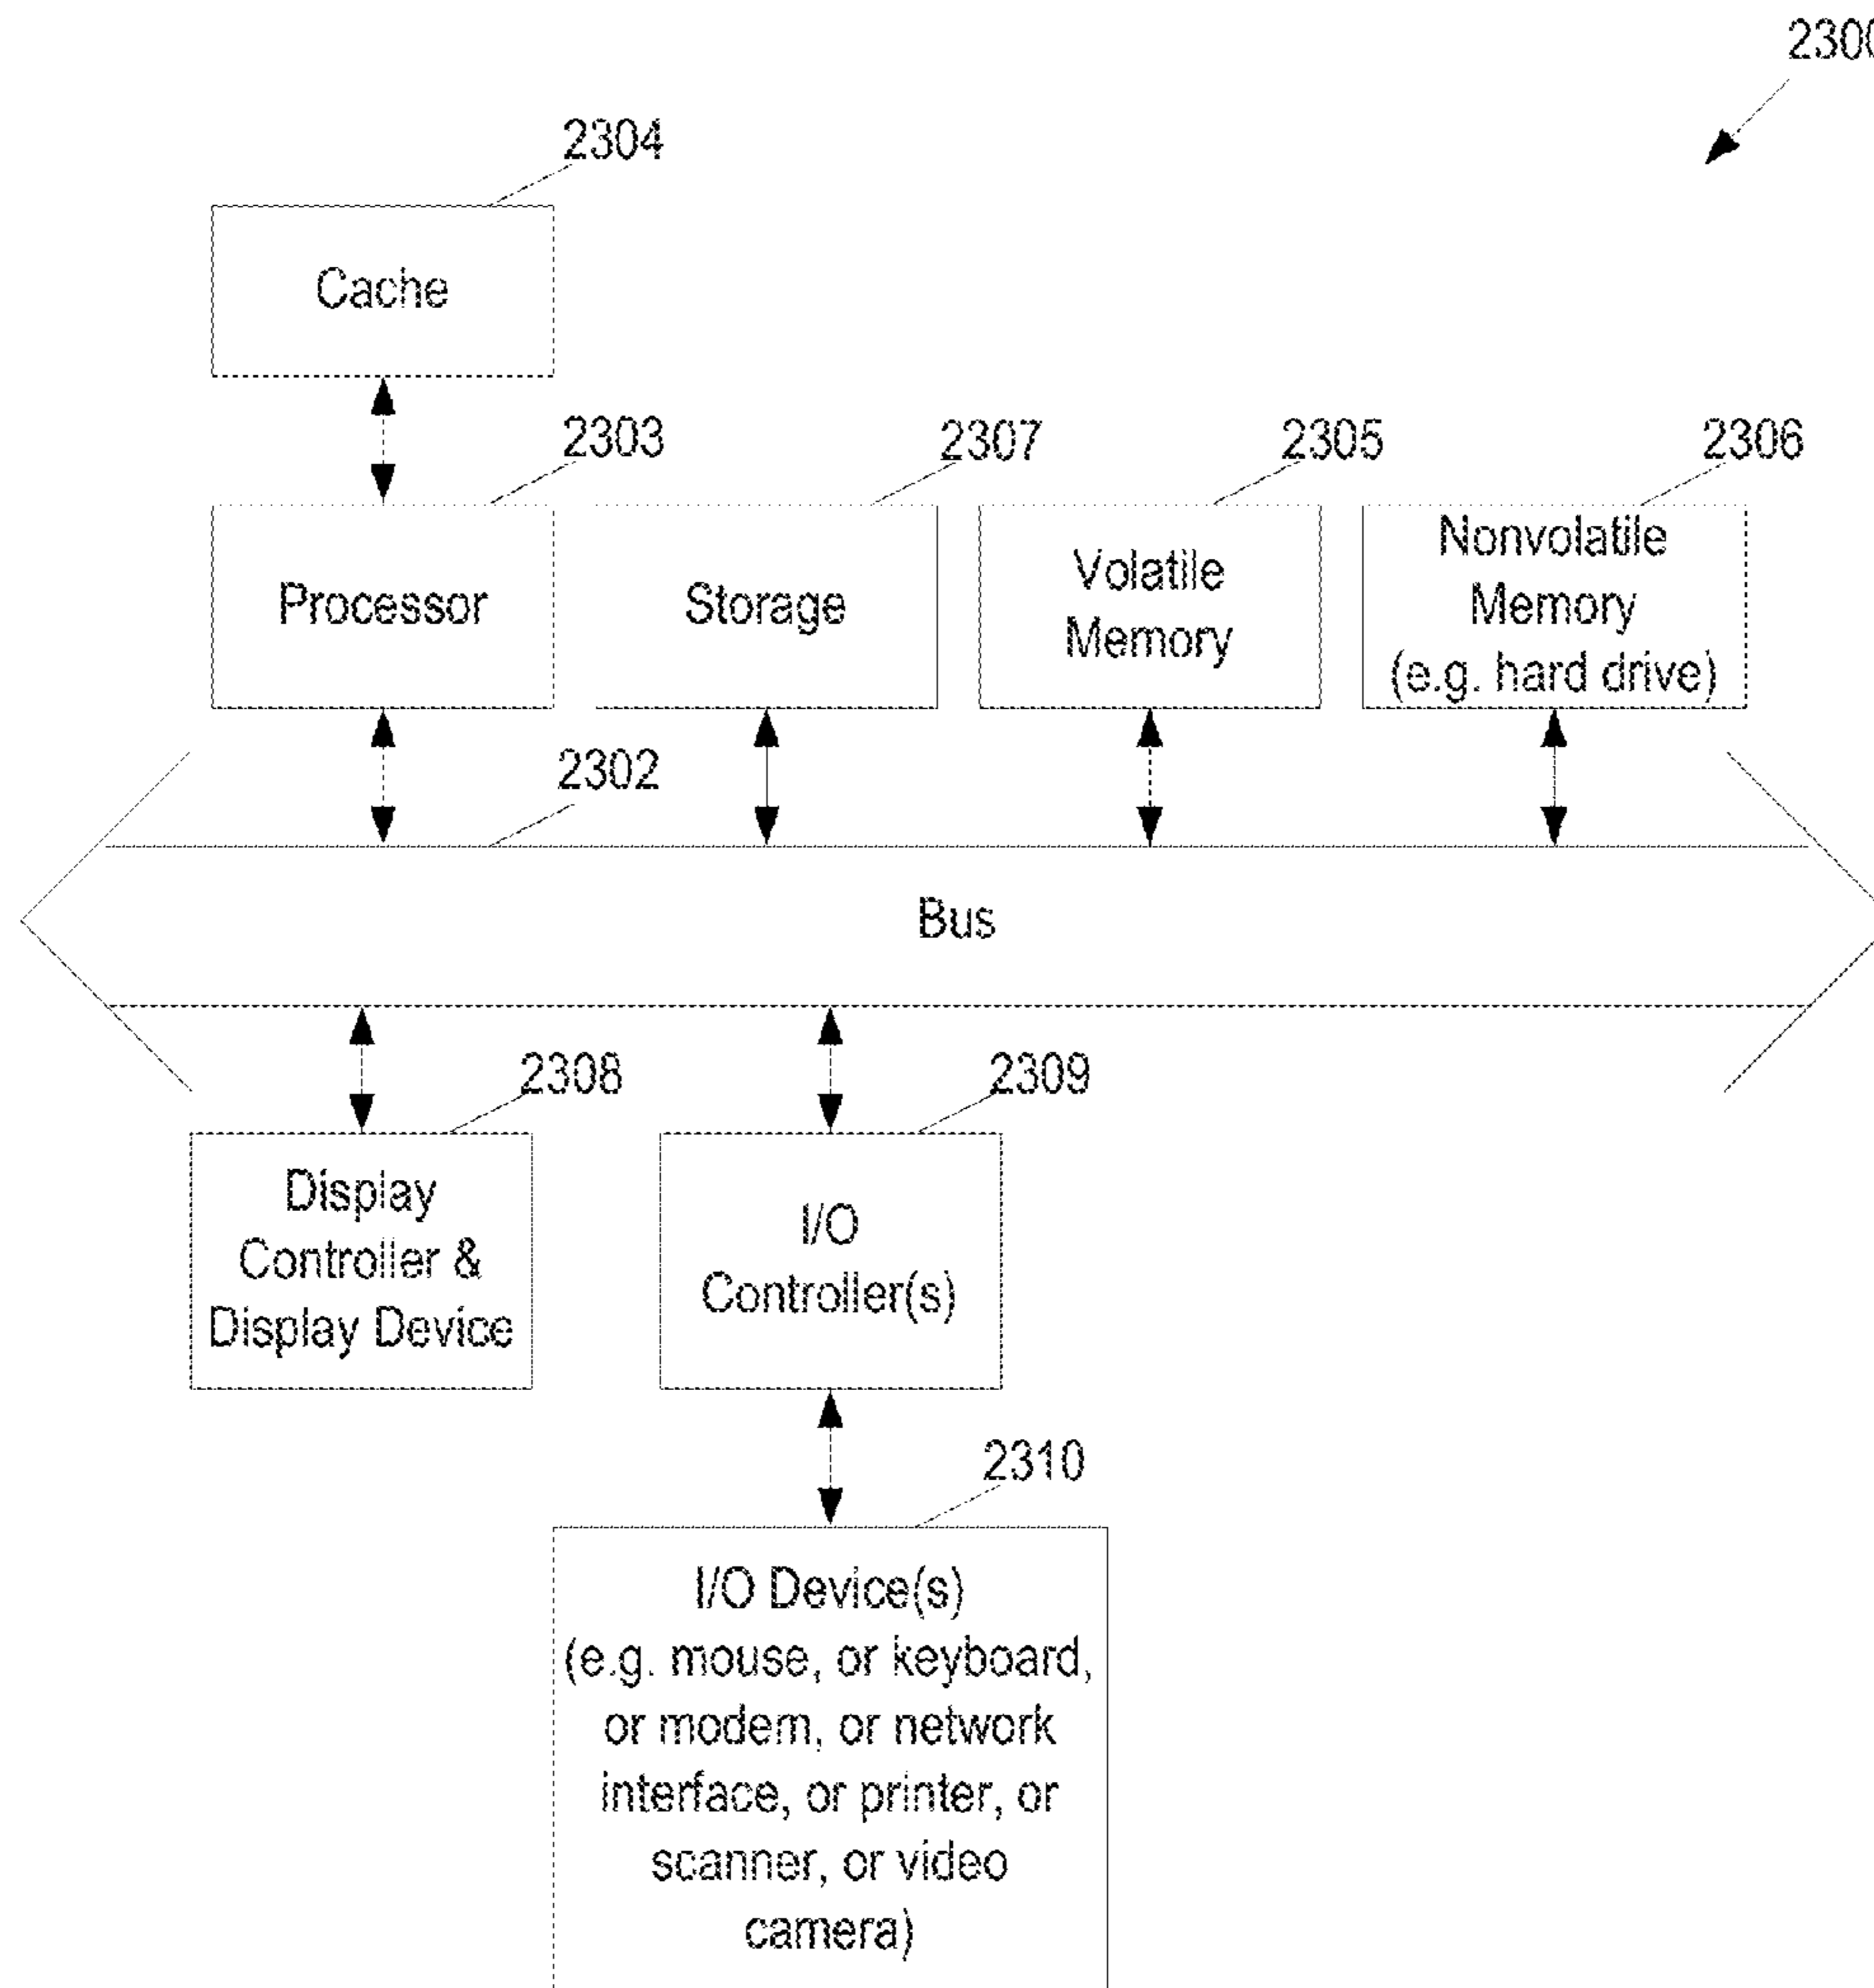 2300
2304
Cache
2303
2307
2305
2306
Processor
Storage
Volatile
Memory
Nonvolatile
Memory
(e.g. hard drive)
2302
Bus
2308
2309
Display
Controller &
Display Device
I/O
Controller(s)
2310
I/O Device(s)
(e.g. mouse, or keyboard,
or modem, or network
interface, or printer, or
scanner, or video
camera)